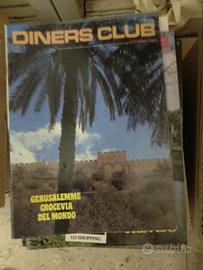 DINERS CLUB
GERUSALEMME
CROCEVIA
DEL MONDO
LO SHOPPING
subito